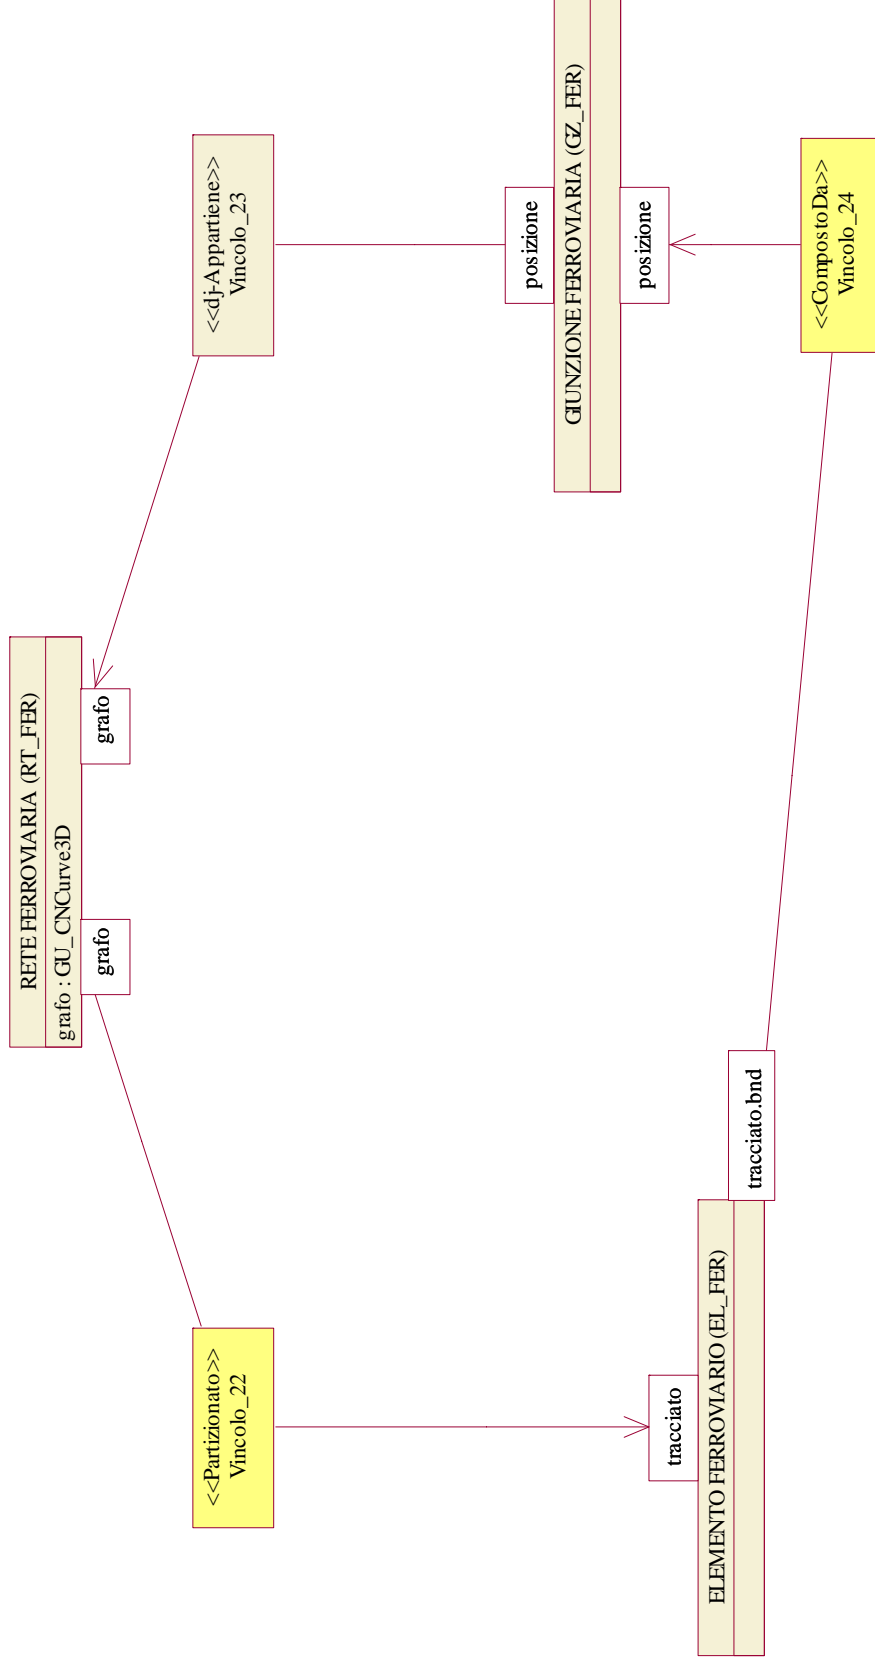 RETE FERROVIARIA (RT_FER)
grafo : GU_CNCurve3D
grafo
grafo
<<Partizionato>>
Vincolo_22
<<dj-Appartiene>>
Vincolo_23
posizione
GIUNZIONE FERROVIARIA (GZ_FER)
posizione
tracciato
ELEMENTO FERROVIARIO (EL_FER)
tracciato.bnd
<<CompostoDa>>
Vincolo_24